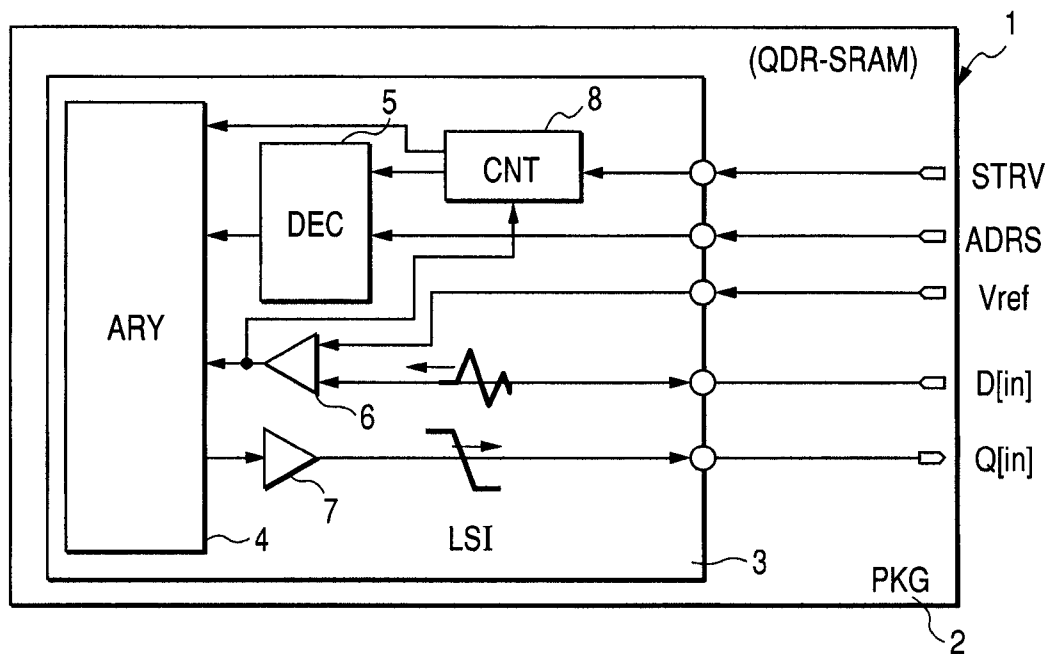 1
(QDR-SRAM)
5
8
CNT
STRV
DEC
ADRS
Vref
ARY
D[in]
6
Q[in]
7
4
LSI
3
PKG
2